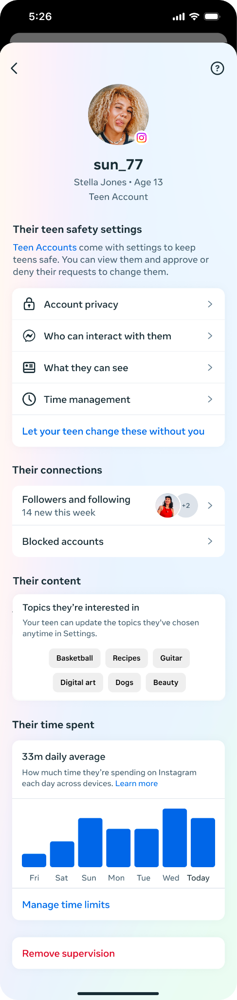 5:26
?
sun_77
Stella Jones • Age 13
Teen Account
Their teen safety settings
Teen Accounts come with settings to keep
teens safe. You can view them and approve or
deny their requests to change them.
Account privacy
Who can interact with them
What they can see
Time management
Let your teen change these without you
Their connections
Followers and following
14 new this week
+2
Blocked accounts
Their content
Topics they’re interested in
Your teen can update the topics they've chosen
anytime in Settings.
Basketball Recipes Guitar
Digital art Dogs Beauty
Their time spent
33m daily average
How much time they’re spending on Instagram
each day across devices. Learn more
Fri Sat Sun Mon Tue Wed Today
Manage time limits
Remove supervision